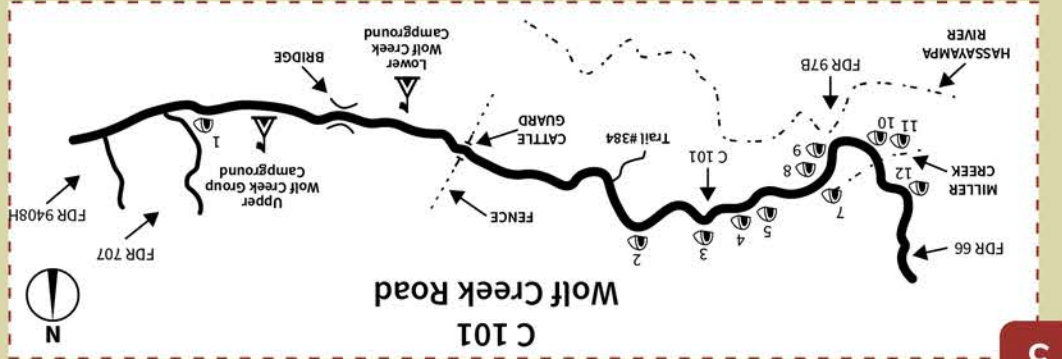 C 101
Wolf Creek Road
N
FDR 66
MILLER
CREEK
12
11
10
HASSAYAMPA
RIVER
FDR 97B
7
8
9
5
4
3
2
C 101
Trail #384
FENCE
CATTLE
GUARD
Lower
Wolf Creek
Campground
BRIDGE
Upper
Wolf Creek Group
Campground
1
FDR 707
FDR 9408H